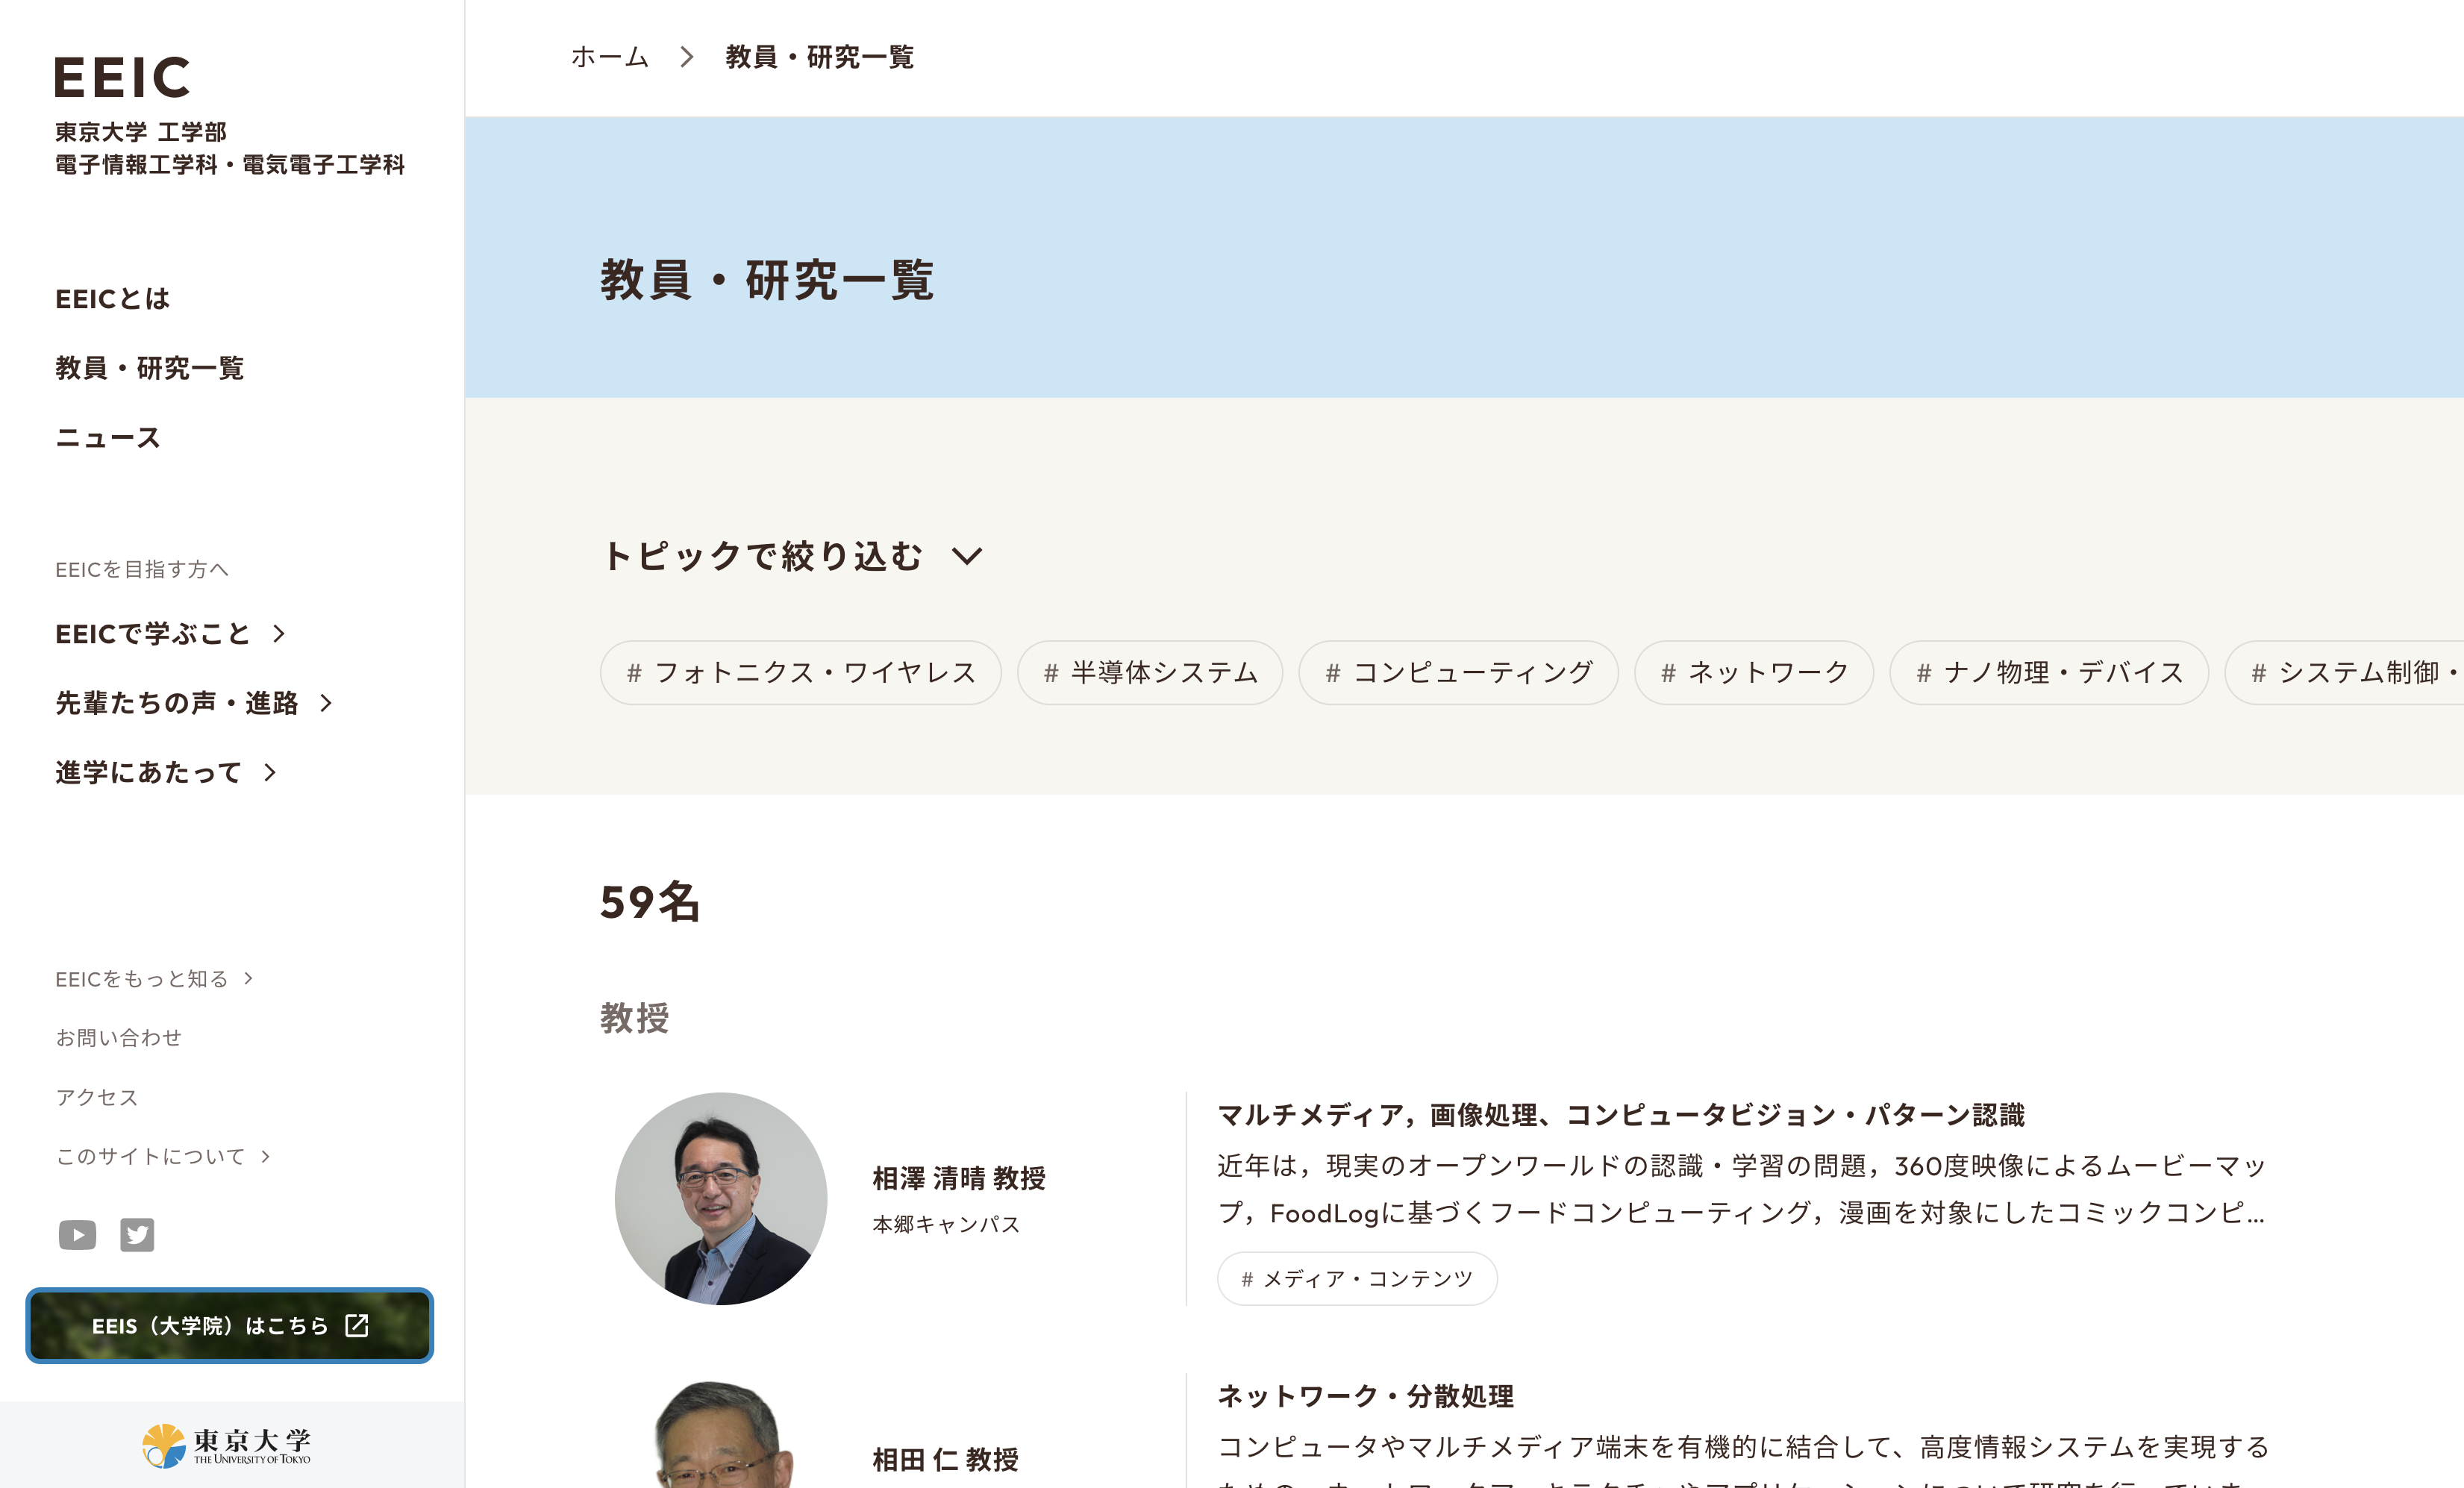 EEIC
東京大学 工学部
電子情報工学科・電気電子工学科
EEICとは
教員・研究一覧
ニュース
EEICを目指す方へ
EEICで学ぶこと
先輩たちの声・進路
進学にあたって
EEICをもっと知る
お問い合わせ
アクセス
このサイトについて
EEIS（大学院）はこちら
東京大学
THE UNIVERSITY OF TOKYO
ホーム 教員・研究一覧
教員・研究一覧
トピックで絞り込む
# フォトニクス・ワイヤレス # 半導体システム # コンピューティング # ネットワーク # ナノ物理・デバイス # システム制御・
59名
教授
相澤 清晴 教授
本郷キャンパス
マルチメディア，画像処理、コンピュータビジョン・パターン認識
近年は，現実のオープンワールドの認識・学習の問題，360度映像によるムービーマッ
プ，FoodLogに基づくフードコンピューティング，漫画を対象にしたコミックコンピ...
# メディア・コンテンツ
相田 仁 教授
ネットワーク・分散処理
コンピュータやマルチメディア端末を有機的に結合して、高度情報システムを実現する